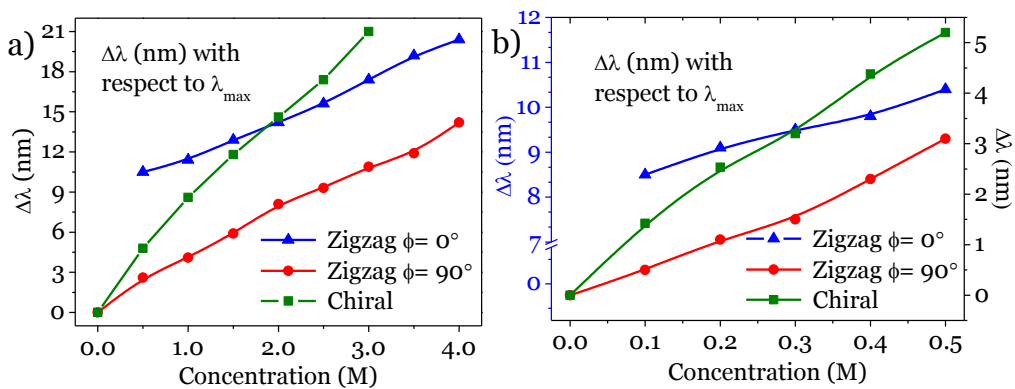 a)
Δλ (nm) with
respect to λmax
21
18
15
12
9
6
3
0
Δλ (nm)
Zigzag ϕ= 0°
Zigzag ϕ= 90°
Chiral
0.0 1.0 2.0 3.0 4.0
Concentration (M)
b)
Δλ (nm) with
respect to λmax
12
11
10
9
8
7
0
Δλ (nm)
5
4
3
2
1
0
Δλ (nm)
Zigzag ϕ= 0°
Zigzag ϕ= 90°
Chiral
0.0 0.1 0.2 0.3 0.4 0.5
Concentration (M)